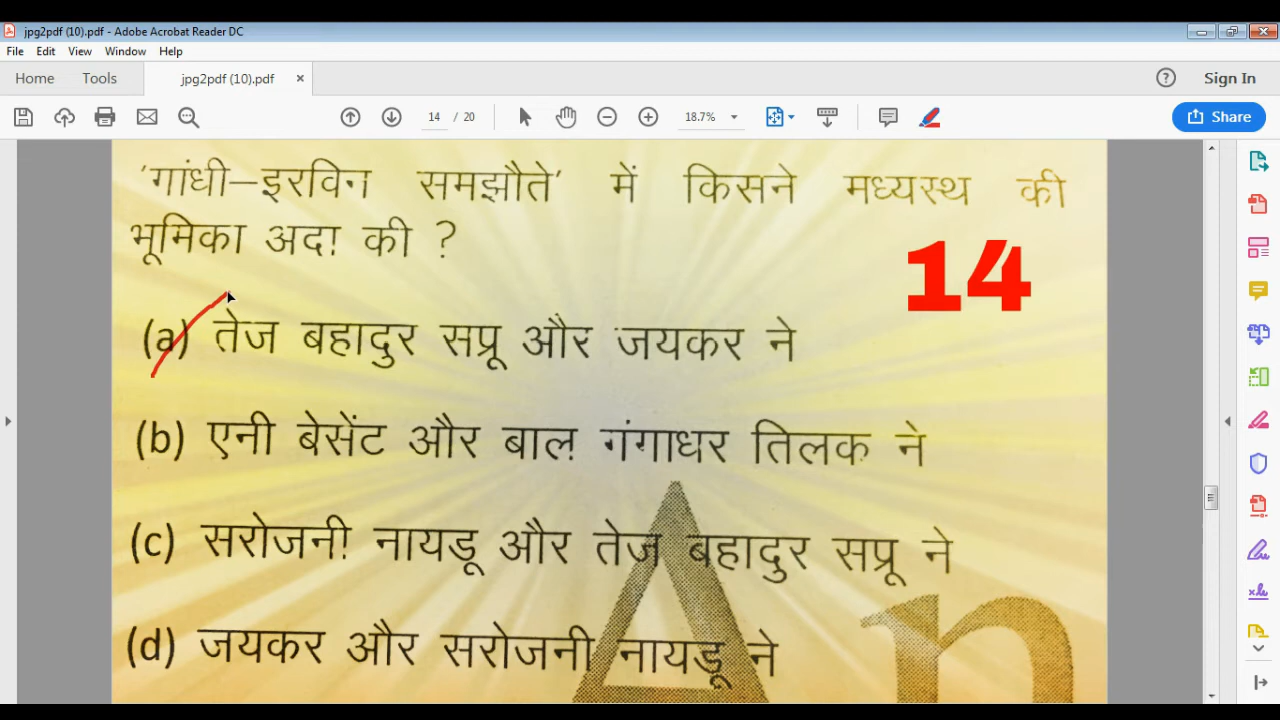 jpg2pdf (10).pdf - Adobe Acrobat Reader DC
File Edit View Window Help
Home Tools jpg2pdf (10).pdf × Sign In
14 / 20 18.7% Share
'गांधी–इरविन समझौते' में किसने मध्यस्थ की
भूमिका अदा की ?
14
(a) तेज बहादुर सप्रू और जयकर ने
(b) एनी बेसेंट और बाल गंगाधर तिलक ने
(c) सरोजनी नायडू और तेज बहादुर सप्रू ने
(d) जयकर और सरोजनी नायडू ने
An